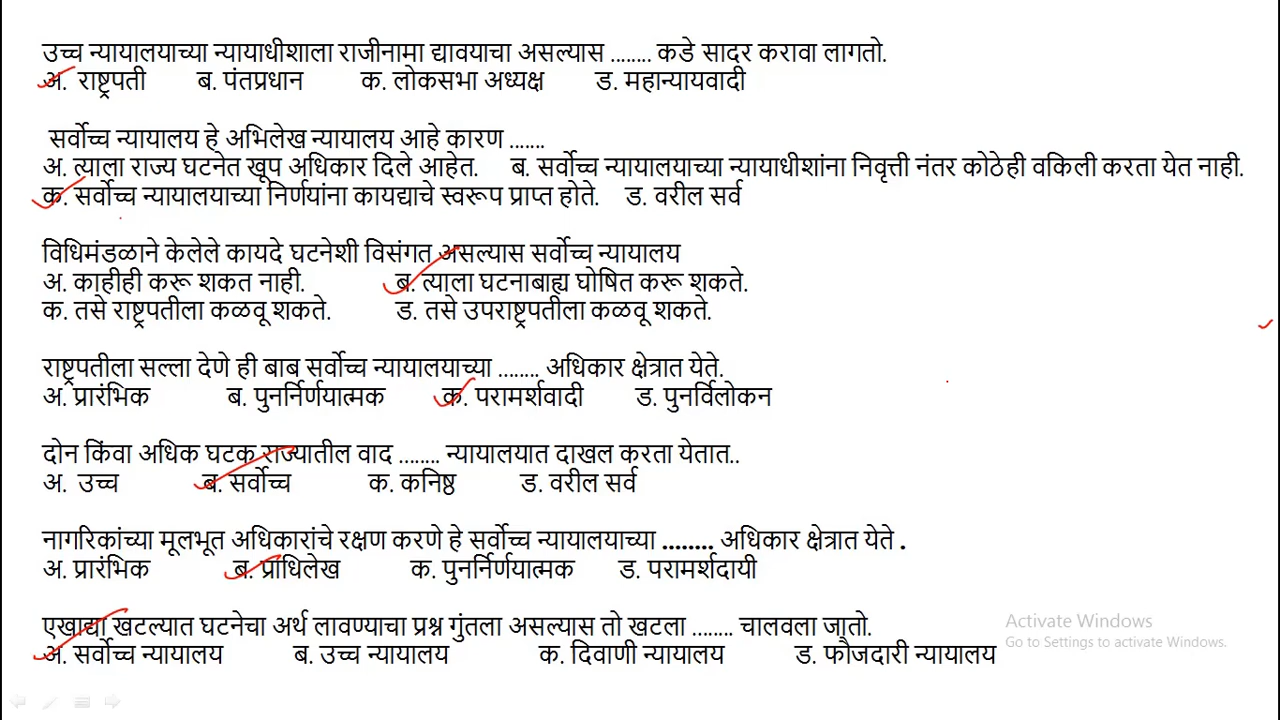 उच्च न्यायालयाच्या न्यायाधीशाला राजीनामा द्यावयाचा असल्यास ........ कडे सादर करावा लागतो.
अ. राष्ट्रपती ब. पंतप्रधान क. लोकसभा अध्यक्ष ड. महान्यायवादी
सर्वोच्च न्यायालय हे अभिलेख न्यायालय आहे कारण .......
अ. त्याला राज्य घटनेत खूप अधिकार दिले आहेत. ब. सर्वोच्च न्यायालयाच्या न्यायाधीशांना निवृत्ती नंतर कोठेही वकिली करता येत नाही.
क. सर्वोच्च न्यायालयाच्या निर्णयांना कायद्याचे स्वरूप प्राप्त होते. ड. वरील सर्व
विधिमंडळाने केलेले कायदे घटनेशी विसंगत असल्यास सर्वोच्च न्यायालय
अ. काहीही करू शकत नाही. ब. त्याला घटनाबाह्य घोषित करू शकते.
क. तसे राष्ट्रपतीला कळवू शकते. ड. तसे उपराष्ट्रपतीला कळवू शकते.
राष्ट्रपतीला सल्ला देणे ही बाब सर्वोच्च न्यायालयाच्या ........ अधिकार क्षेत्रात येते.
अ. प्रारंभिक ब. पुनर्निर्णयात्मक क. परामर्शवादी ड. पुनर्विलोकन
दोन किंवा अधिक घटक राज्यातील वाद ........ न्यायालयात दाखल करता येतात..
अ. उच्च ब. सर्वोच्च क. कनिष्ठ ड. वरील सर्व
नागरिकांच्या मूलभूत अधिकारांचे रक्षण करणे हे सर्वोच्च न्यायालयाच्या ........ अधिकार क्षेत्रात येते .
अ. प्रारंभिक ब. प्राधिलेख क. पुनर्निर्णयात्मक ड. परामर्शदायी
एखाद्या खटल्यात घटनेचा अर्थ लावण्याचा प्रश्न गुंतला असल्यास तो खटला ........ चालवला जातो.
अ. सर्वोच्च न्यायालय ब. उच्च न्यायालय क. दिवाणी न्यायालय ड. फौजदारी न्यायालय
Activate Windows
Go to Settings to activate Windows.